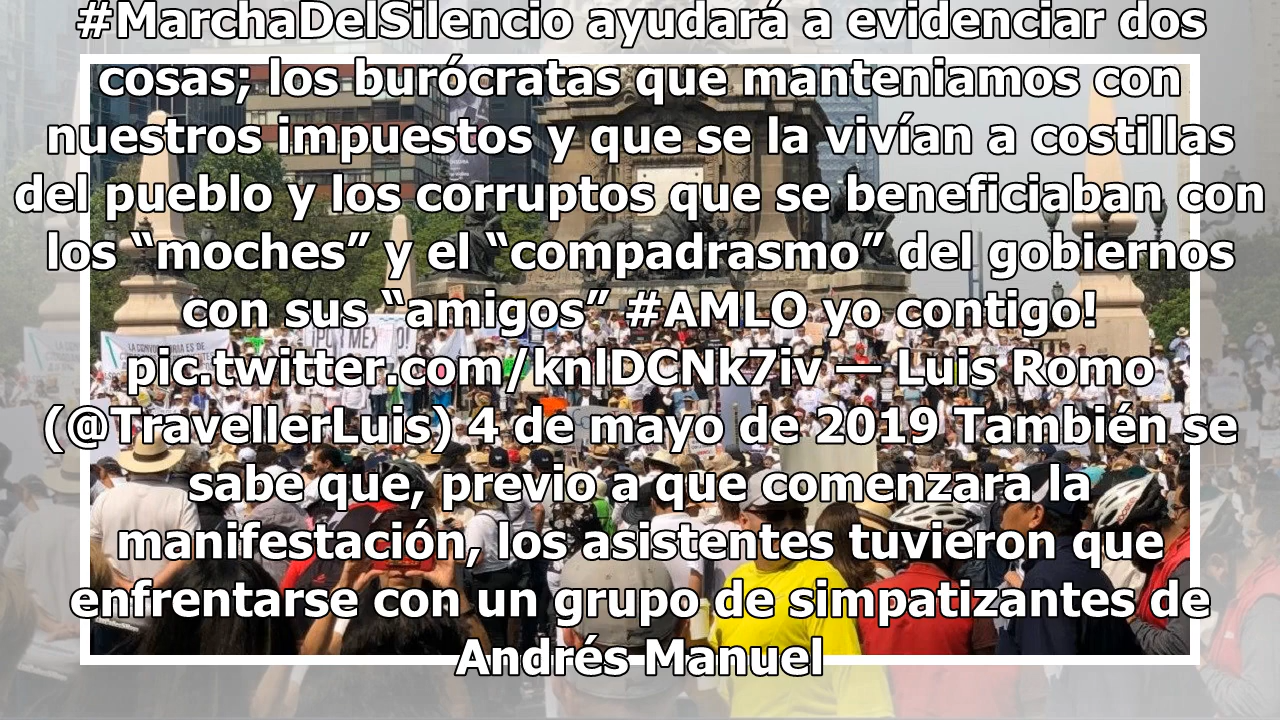 #MarchaDelSilencio ayudará a evidenciar dos
cosas; los burócratas que manteniamos con
nuestros impuestos y que se la vivían a costillas
del pueblo y los corruptos que se beneficiaban con
los “moches” y el “compadrasmo” del gobiernos
con sus “amigos” #AMLO yo contigo!
pic.twitter.com/knlDCNk7iv — Luis Romo
(@TravellerLuis) 4 de mayo de 2019 También se
sabe que, previo a que comenzara la
manifestación, los asistentes tuvieron que
enfrentarse con un grupo de simpatizantes de
Andrés Manuel